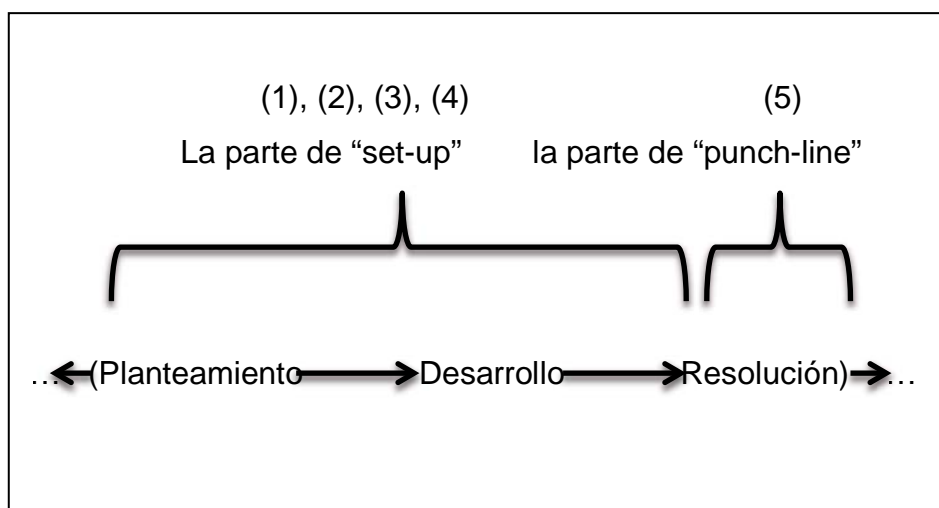 (1), (2), (3), (4) (5)
La parte de “set-up” la parte de “punch-line”
… (Planteamiento Desarrollo Resolución) …